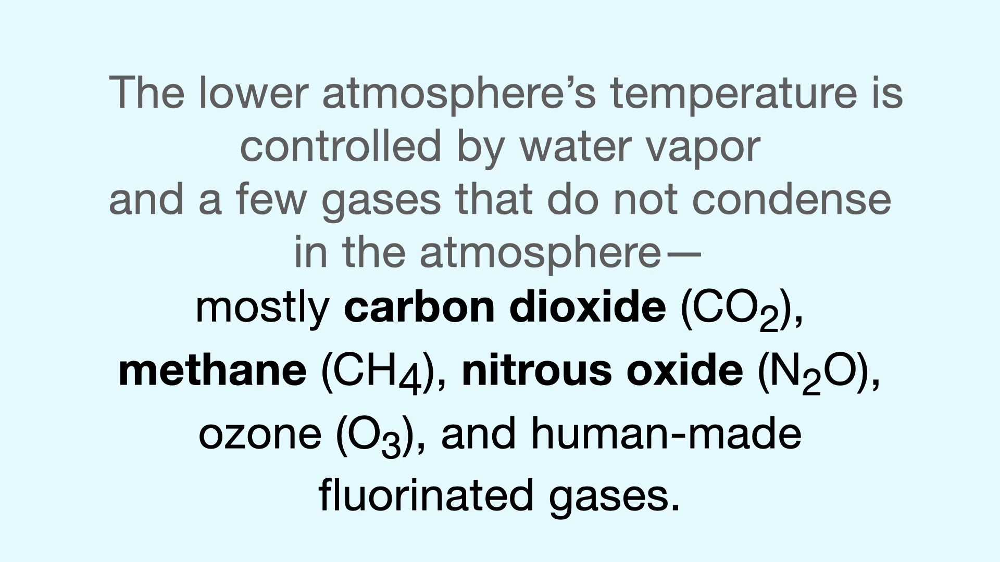 The lower atmosphere’s temperature is
controlled by water vapor
and a few gases that do not condense
in the atmosphere—
mostly carbon dioxide (CO₂),
methane (CH₄), nitrous oxide (N₂O),
ozone (O₃), and human-made
fluorinated gases.